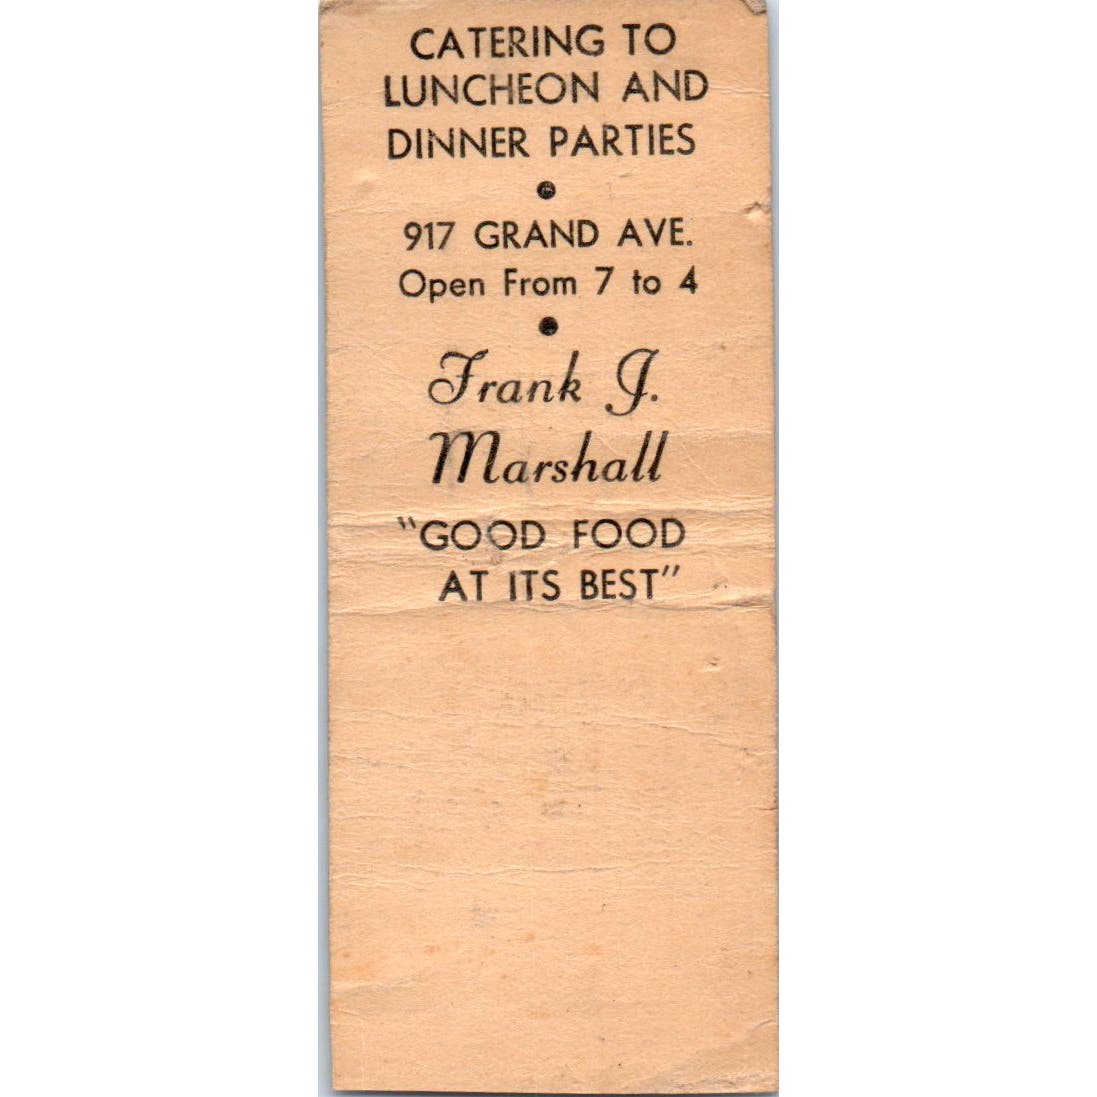 CATERING TO
LUNCHEON AND
DINNER PARTIES
•
917 GRAND AVE.
Open From 7 to 4
•
Frank J.
Marshall
"GOOD FOOD
AT ITS BEST"